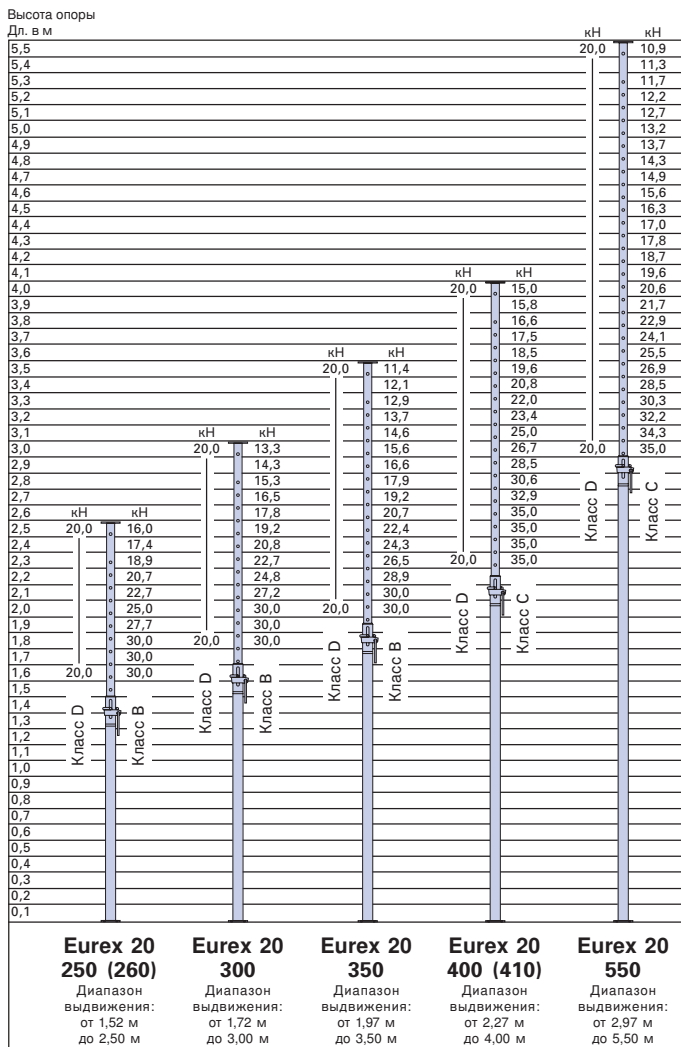 Высота опоры
Дл. в м кН кН
5,5 20,0 10,9
5,4 11,3
5,3 11,7
5,2 12,2
5,1 12,7
5,0 13,2
4,9 13,7
4,8 14,3
4,7 14,9
4,6 15,6
4,5 16,3
4,4 17,0
4,3 17,8
4,2 18,7
4,1 кН кН 19,6
4,0 20,0 15,0 20,6
3,9 15,8 21,7
3,8 16,6 22,9
3,7 17,5 24,1
3,6 кН кН 18,5 25,5
3,5 20,0 11,4 19,6 26,9
3,4 12,1 20,8 28,5
3,3 12,9 22,0 30,3
3,2 13,7 23,4 32,2
3,1 кН кН 14,6 25,0 34,3
3,0 20,0 13,3 15,6 26,7 20,0 35,0
2,9 14,3 16,6 28,5
2,8 15,3 17,9 30,6
2,7 16,5 19,2 32,9
2,6 кН кН 17,8 20,7 35,0
2,5 20,0 16,0 19,2 22,4 35,0
2,4 17,4 20,8 24,3 35,0
2,3 18,9 22,7 26,5 20,0 35,0
2,2 20,7 24,8 28,9
2,1 22,7 27,2 30,0
2,0 25,0 30,0 20,0 30,0
1,9 27,7 30,0
1,8 30,0 20,0 30,0
1,7 30,0
1,6 20,0 30,0
1,5
1,4
1,3
1,2
1,1
1,0
0,9
0,8
0,7
0,6
0,5
0,4
0,3
0,2
0,1
Класс D
Класс B
Класс D
Класс B
Класс D
Класс B
Класс D
Класс C
Класс D
Класс C
Eurex 20
250 (260)
Диапазон
выдвижения:
от 1,52 м
до 2,50 м
Eurex 20
300
Диапазон
выдвижения:
от 1,72 м
до 3,00 м
Eurex 20
350
Диапазон
выдвижения:
от 1,97 м
до 3,50 м
Eurex 20
400 (410)
Диапазон
выдвижения:
от 2,27 м
до 4,00 м
Eurex 20
550
Диапазон
выдвижения:
от 2,97 м
до 5,50 м